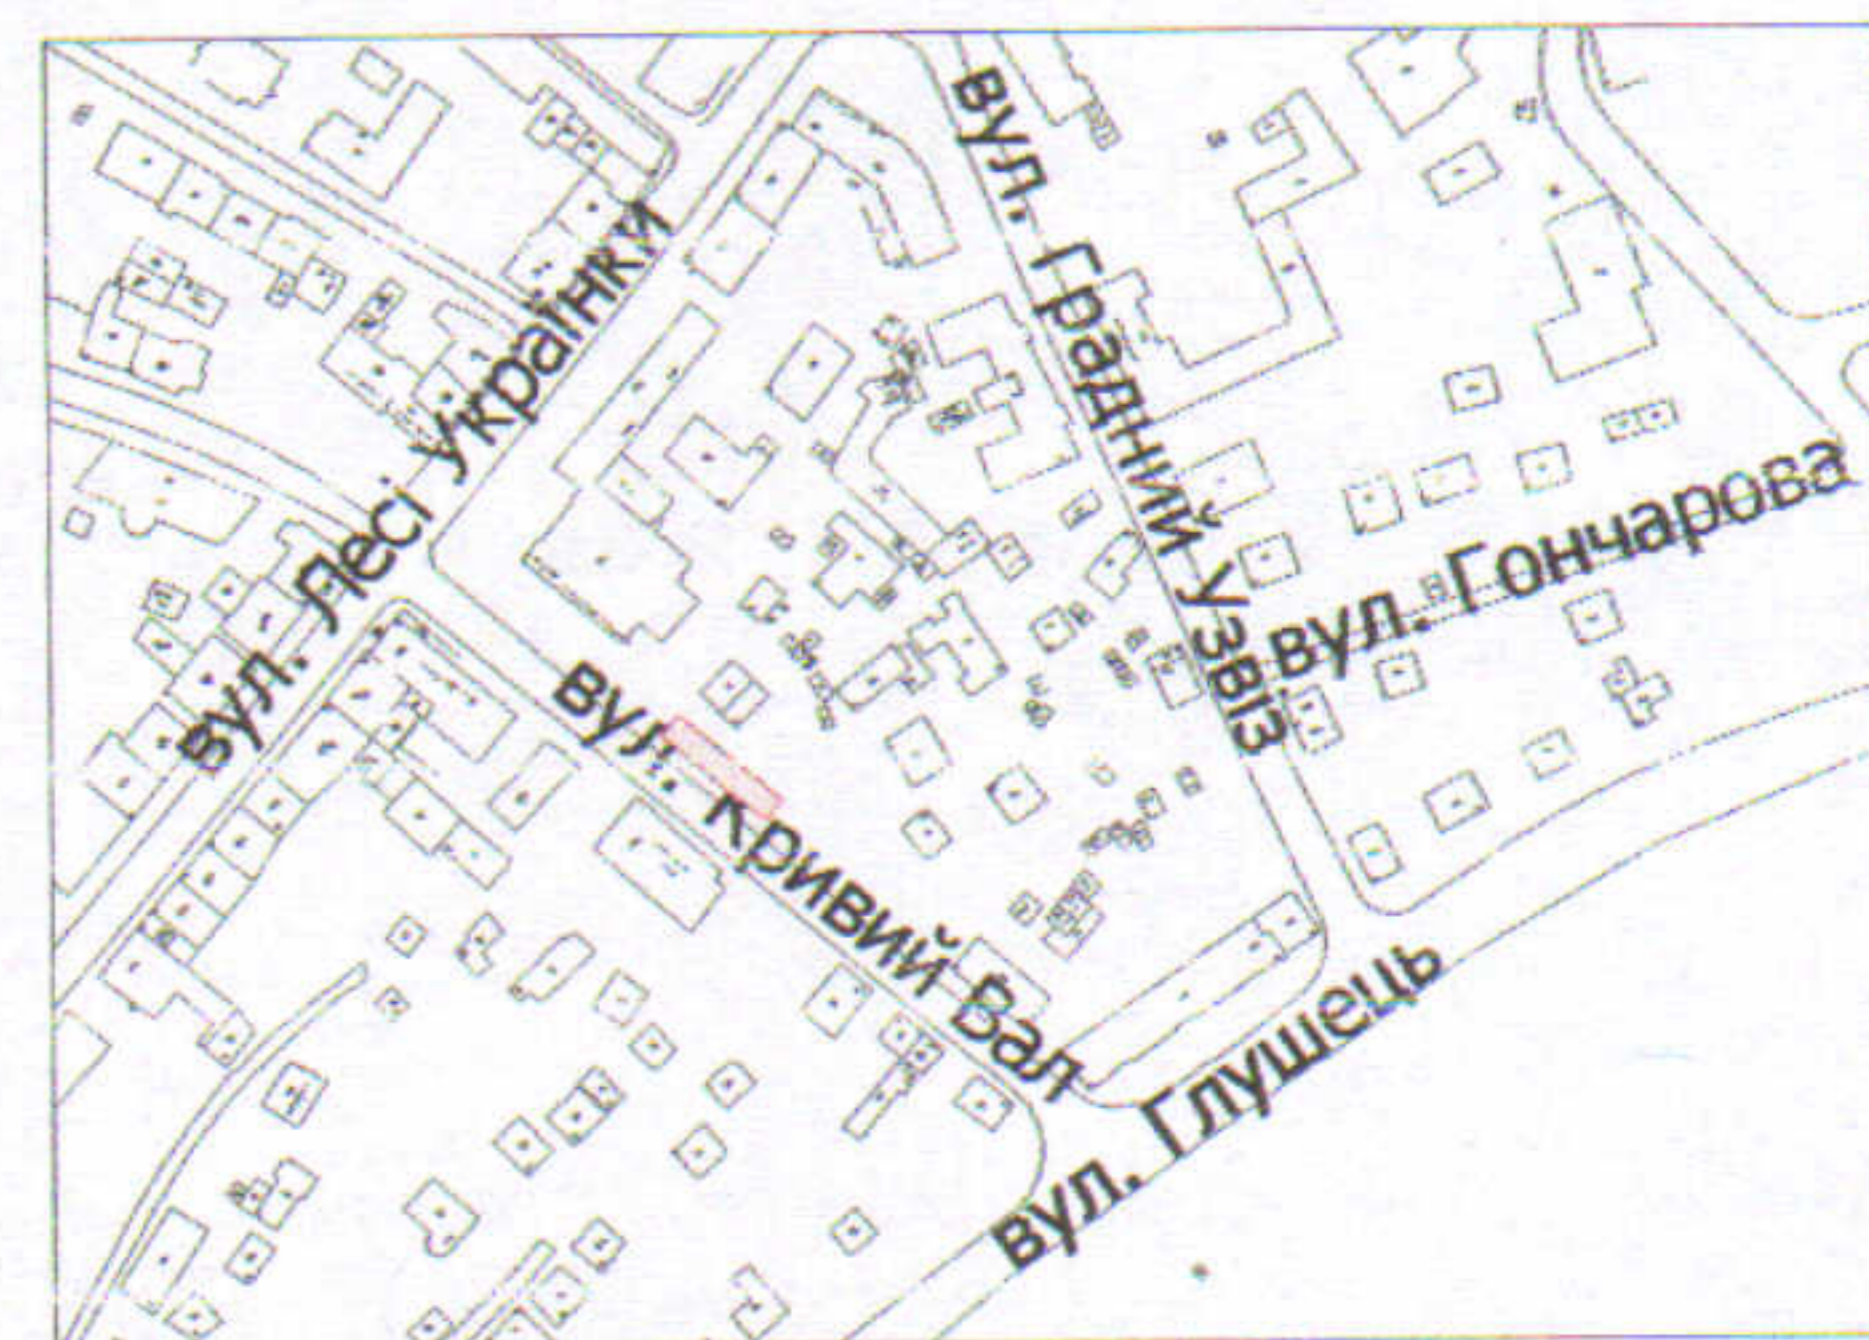 вул. Градний узвіз
вул. Лесі Українки
вул. Гончарова
вул. Кривий Вал
вул. Глушець